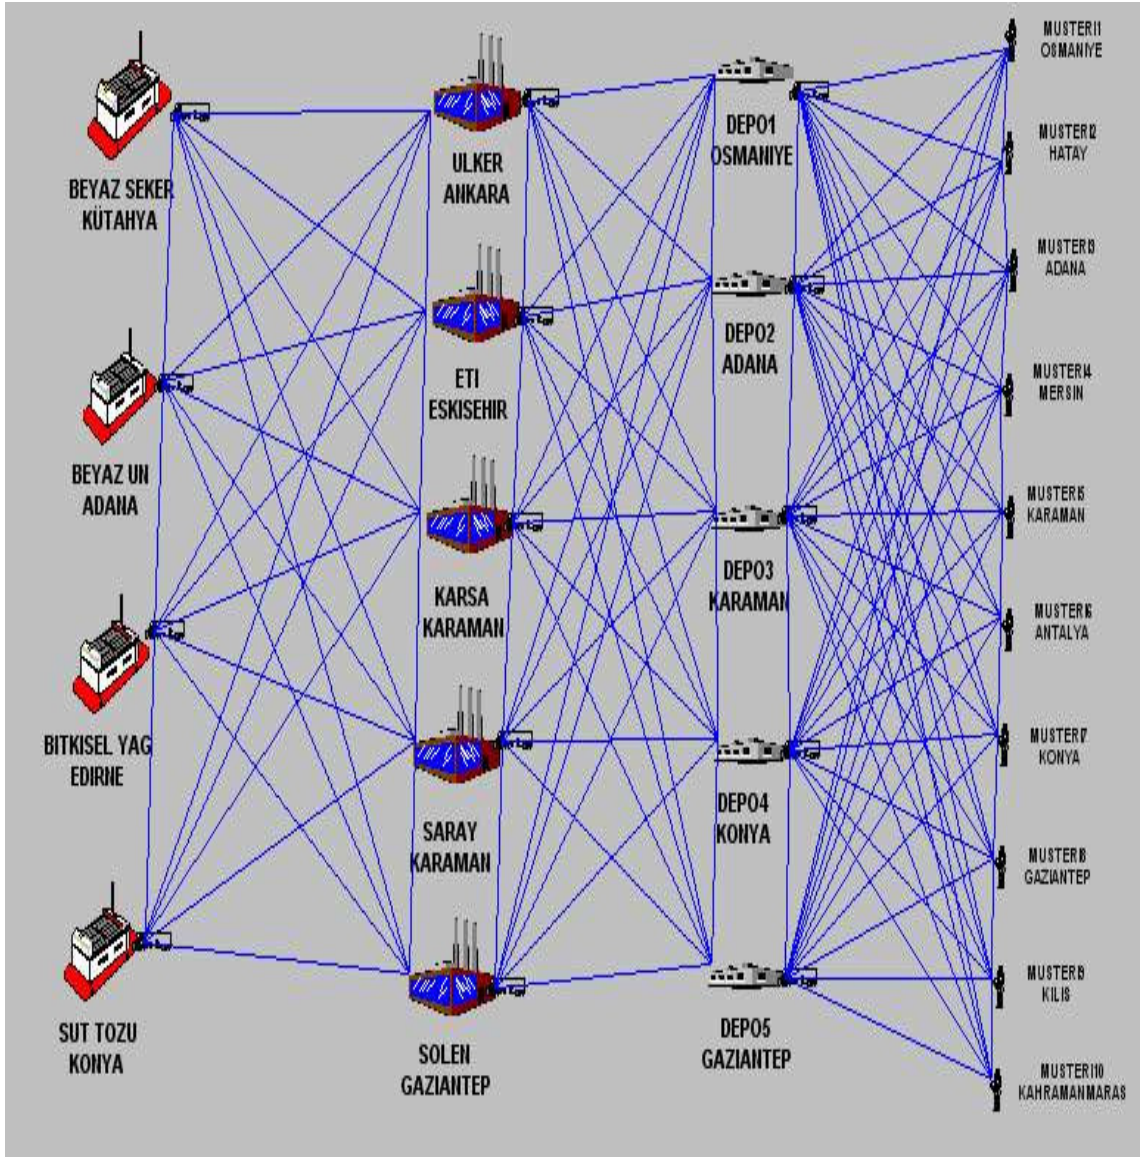 BEYAZ SEKER
KÜTAHYA
BEYAZ UN
ADANA
BITKISEL YAG
EDIRNE
SUT TOZU
KONYA
ULKER
ANKARA
ETI
ESKISEHIR
KARSA
KARAMAN
SARAY
KARAMAN
SOLEN
GAZIANTEP
DEPO1
OSMANIYE
DEPO2
ADANA
DEPO3
KARAMAN
DEPO4
KONYA
DEPO5
GAZIANTEP
MUSTERI1
OSMANIYE
MUSTERI2
HATAY
MUSTERI3
ADANA
MUSTERI4
MERSIN
MUSTERI5
KARAMAN
MUSTERI6
ANTALYA
MUSTERI7
KONYA
MUSTERI8
GAZIANTEP
MUSTERI9
KILIS
MUSTERI10
KAHRAMANMARAS